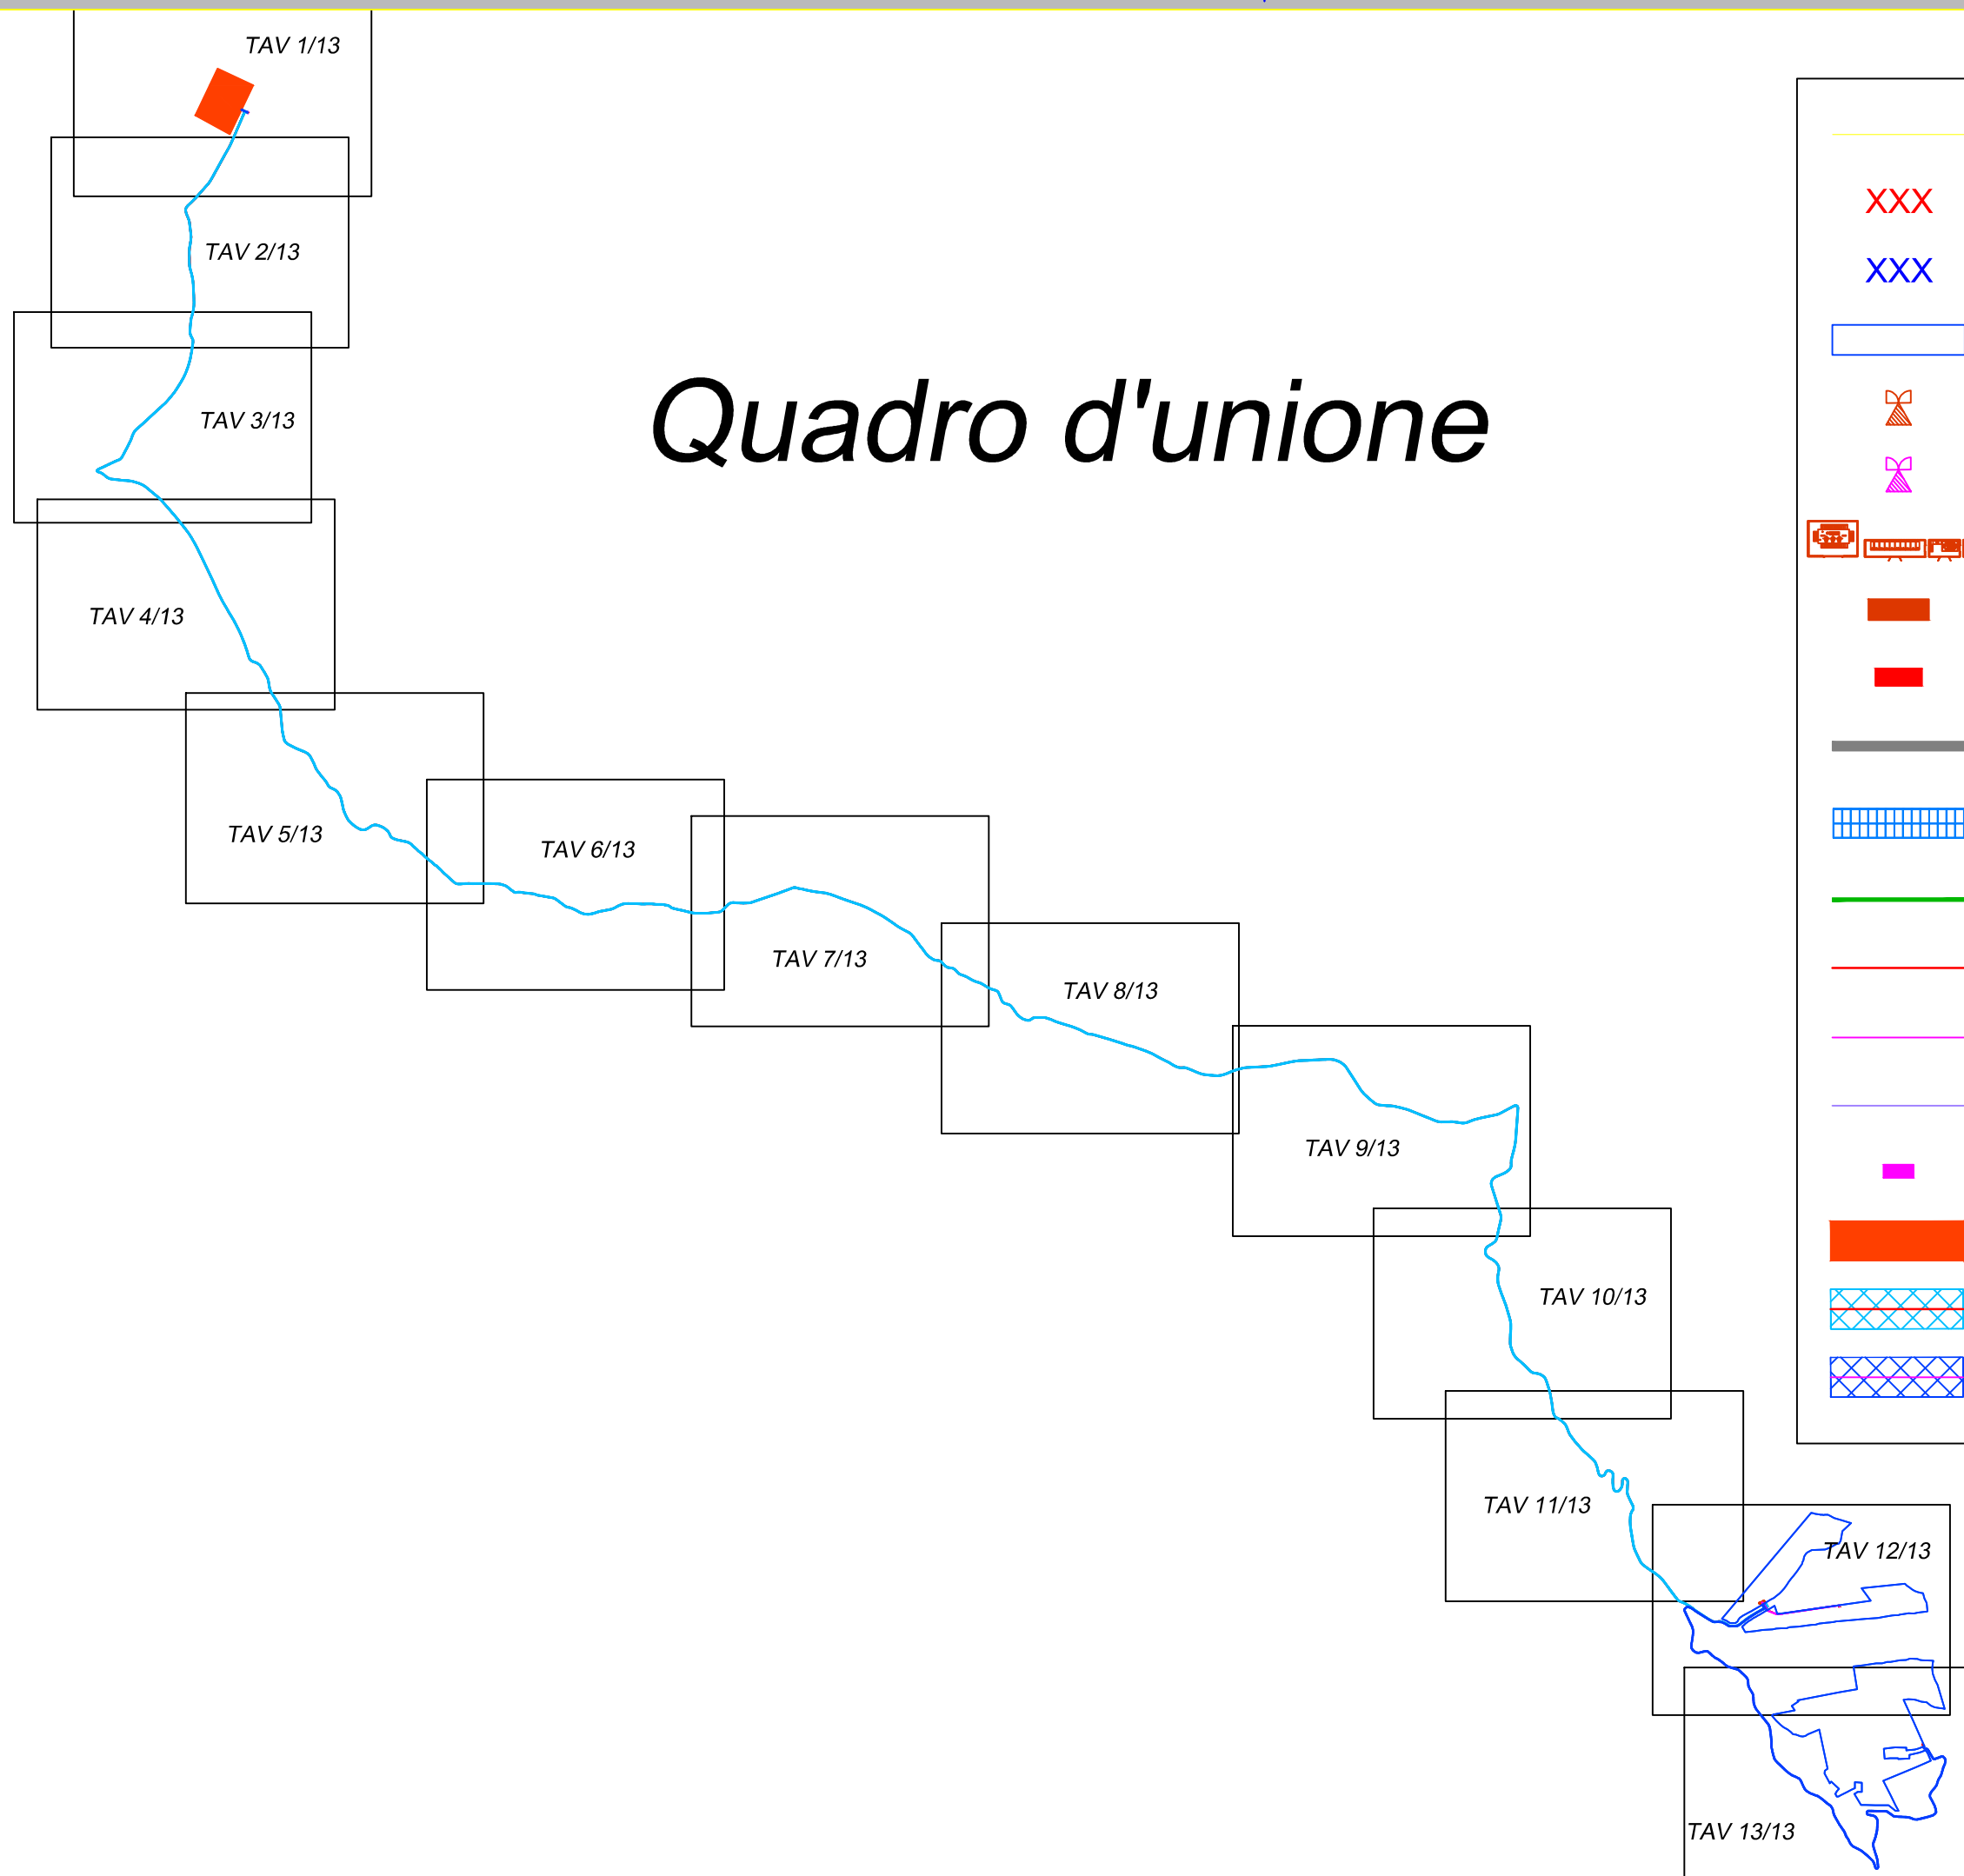 TAV 1/13
XXX
TAV 2/13
XXX
TAV 3/13
Quadro d'unione
TAV 4/13
TAV 5/13
TAV 6/13
TAV 7/13
TAV 8/13
TAV 9/13
TAV 10/13
TAV 11/13
TAV 12/13
TAV 13/13